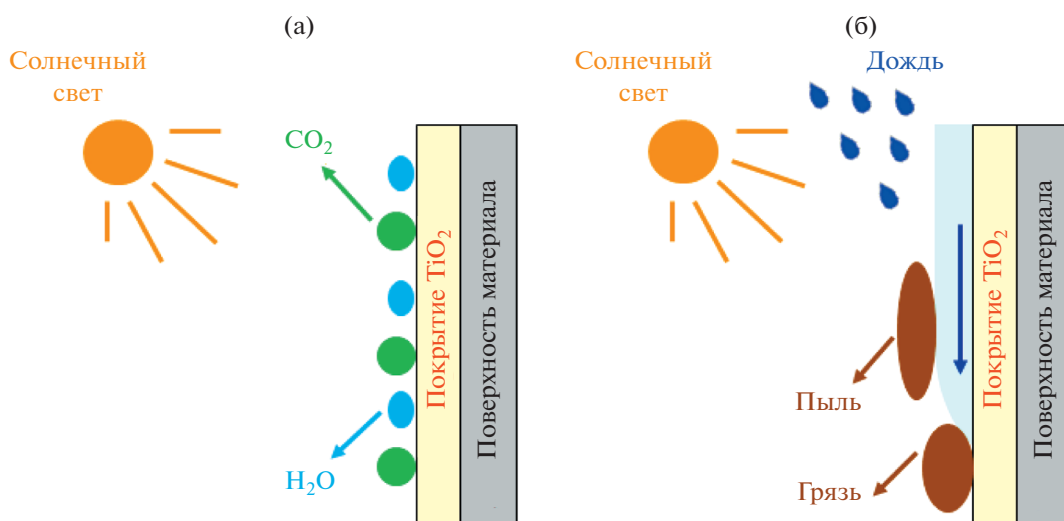 (а)
Солнечный
свет
CO₂
H₂O
Покрытие TiO₂
Поверхность материала
(б)
Солнечный
свет
Дождь
Пыль
Грязь
Покрытие TiO₂
Поверхность материала